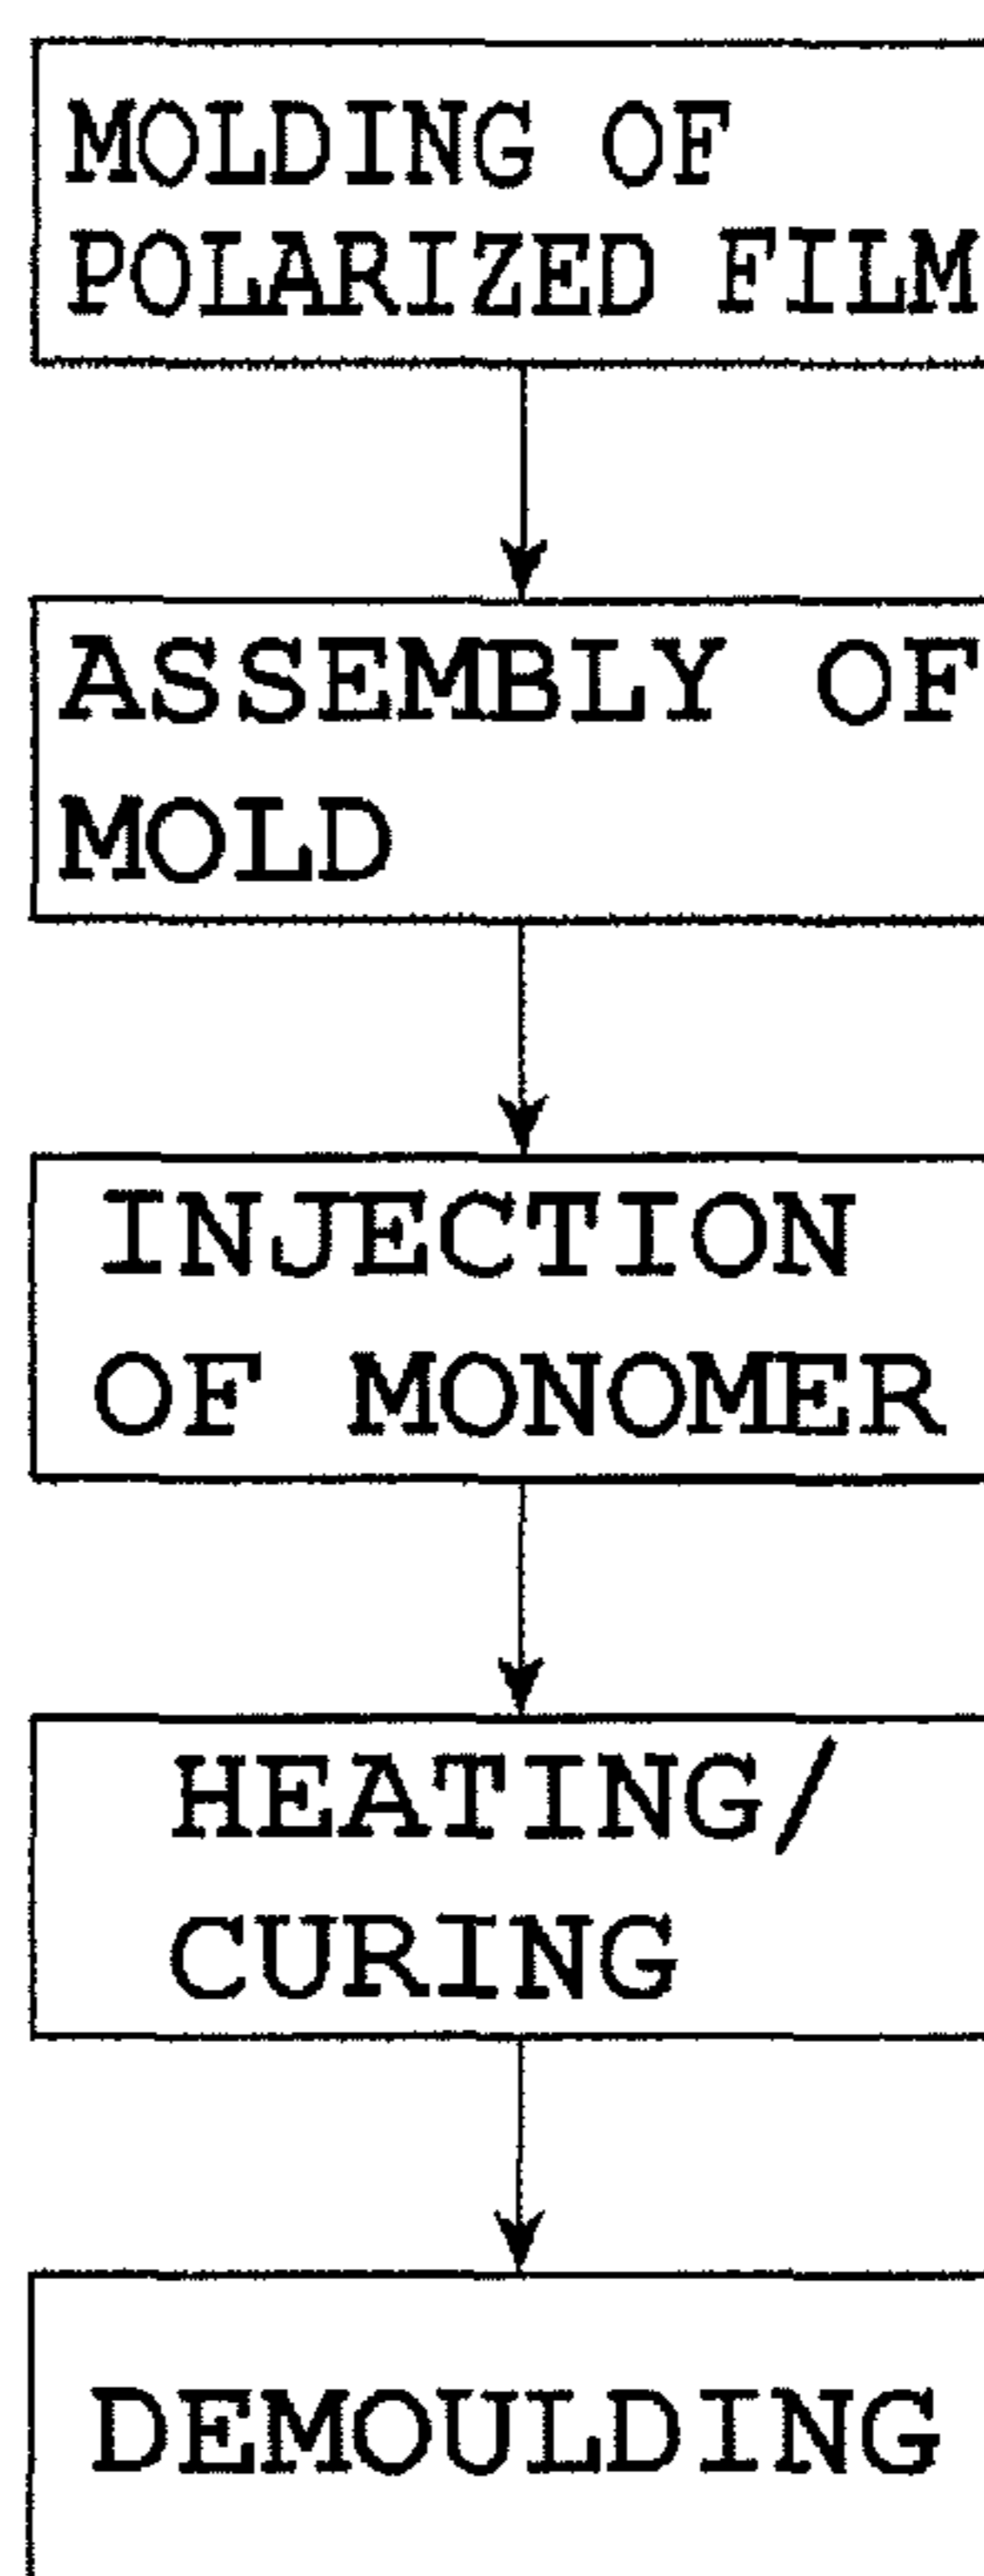 MOLDING OF
POLARIZED FILM
ASSEMBLY OF
MOLD
INJECTION
OF MONOMER
HEATING/
CURING
DEMOULDING